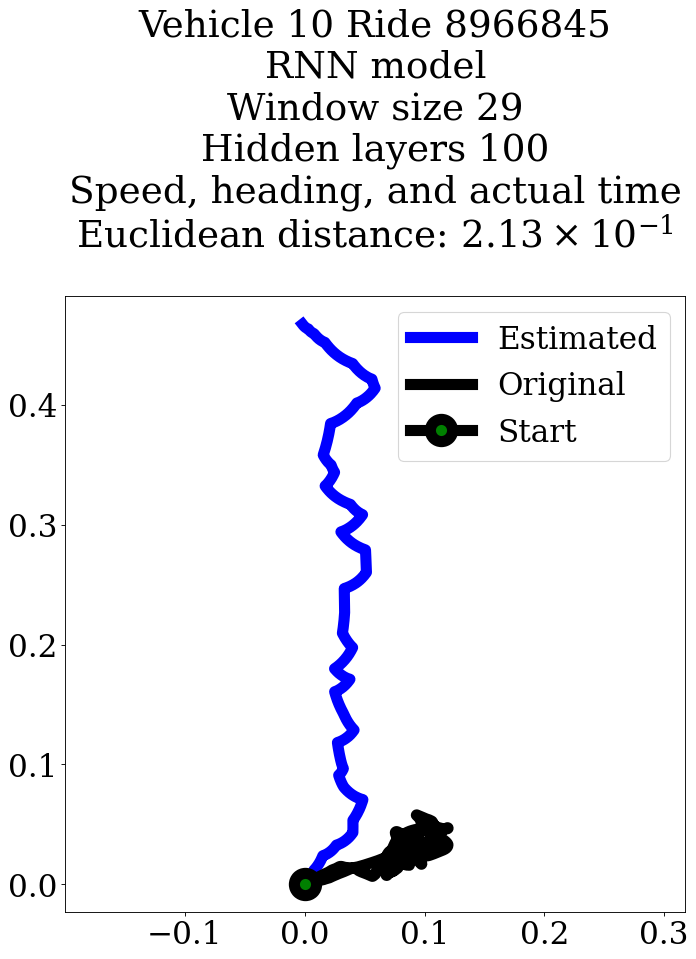 Vehicle 10 Ride 8966845
RNN model
Window size 29
Hidden layers 100
Speed, heading, and actual time
Euclidean distance: 2.13 × 10⁻¹
Estimated
Original
Start
0.4
0.3
0.2
0.1
0.0
−0.1 0.0 0.1 0.2 0.3